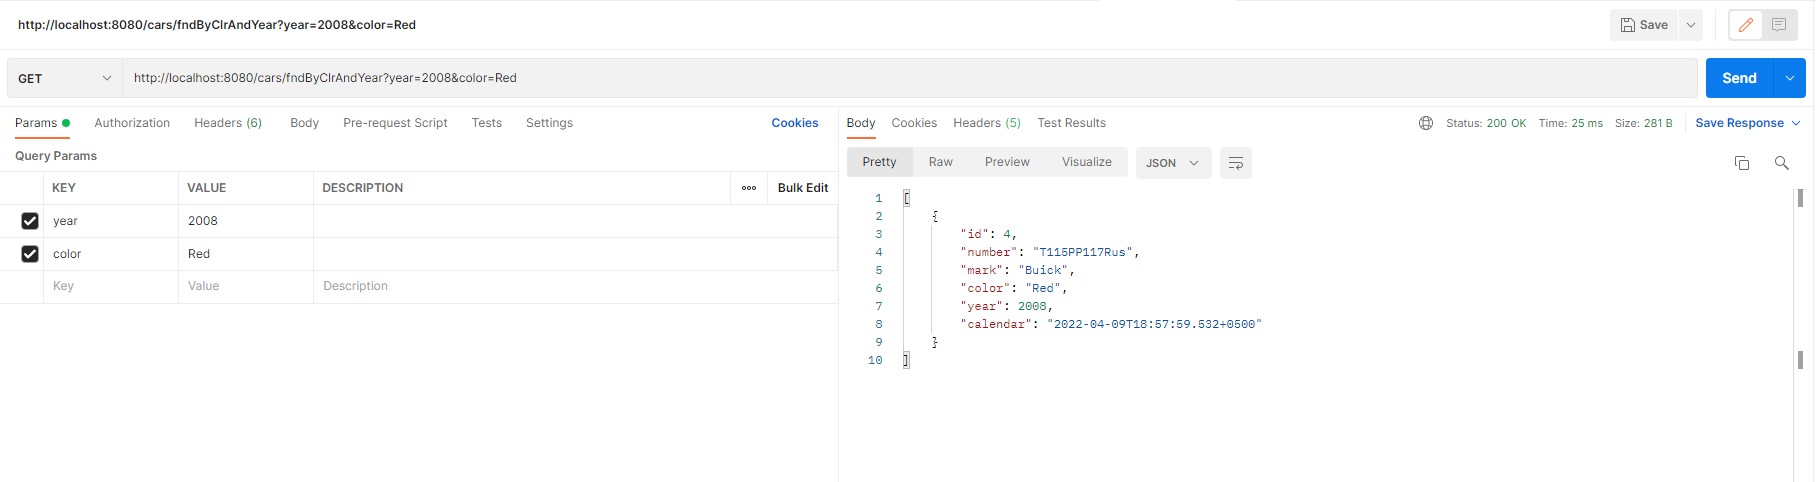 http://localhost:8080/cars/fndByClrAndYear?year=2008&color=Red
Save
GET http://localhost:8080/cars/fndByClrAndYear?year=2008&color=Red Send
Params Authorization Headers (6) Body Pre-request Script Tests Settings Cookies
Query Params
KEY VALUE DESCRIPTION Bulk Edit
year 2008
color Red
Key Value Description
Body Cookies Headers (5) Test Results Status: 200 OK Time: 25 ms Size: 281 B Save Response
Pretty Raw Preview Visualize JSON
1 [
2 {
3 "id": 4,
4 "number": "T115PP117Rus",
5 "mark": "Buick",
6 "color": "Red",
7 "year": 2008,
8 "calendar": "2022-04-09T18:57:59.532+0500"
9 }
10 ]